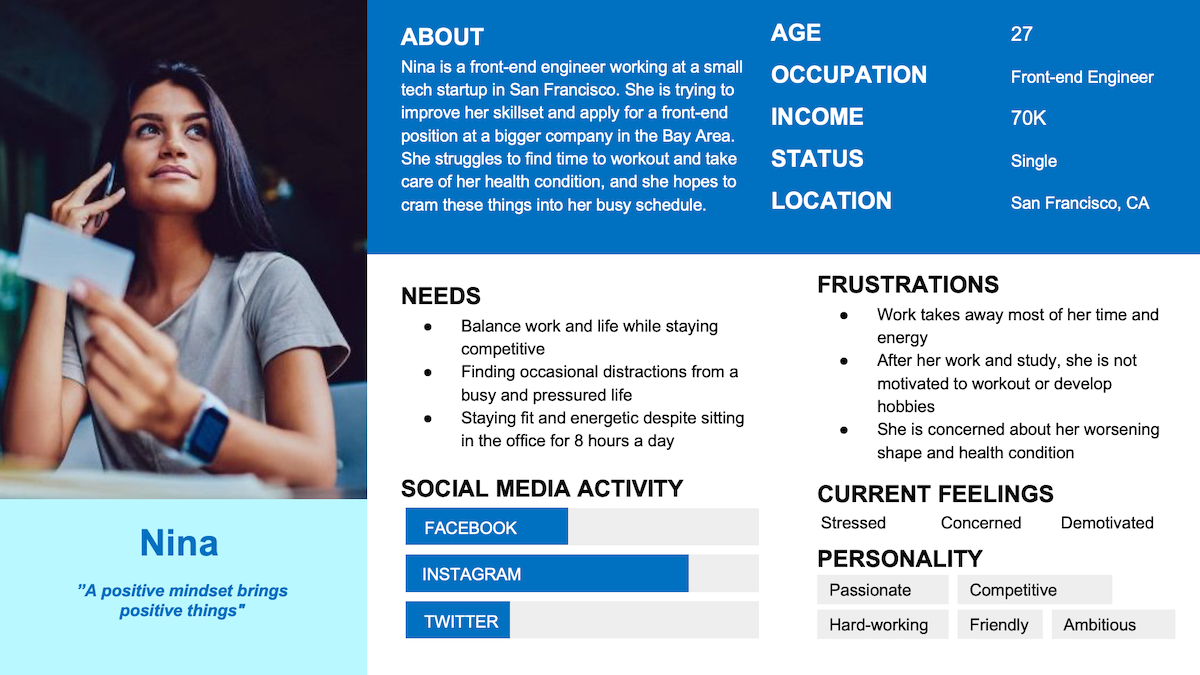 Nina
”A positive mindset brings
positive things"
ABOUT
Nina is a front-end engineer working at a small
tech startup in San Francisco. She is trying to
improve her skillset and apply for a front-end
position at a bigger company in the Bay Area.
She struggles to find time to workout and take
care of her health condition, and she hopes to
cram these things into her busy schedule.
AGE 27
OCCUPATION Front-end Engineer
INCOME 70K
STATUS Single
LOCATION San Francisco, CA
NEEDS
● Balance work and life while staying
competitive
● Finding occasional distractions from a
busy and pressured life
● Staying fit and energetic despite sitting
in the office for 8 hours a day
SOCIAL MEDIA ACTIVITY
FACEBOOK
INSTAGRAM
TWITTER
FRUSTRATIONS
● Work takes away most of her time and
energy
● After her work and study, she is not
motivated to workout or develop
hobbies
● She is concerned about her worsening
shape and health condition
CURRENT FEELINGS
Stressed Concerned Demotivated
PERSONALITY
Passionate Competitive
Hard-working Friendly Ambitious